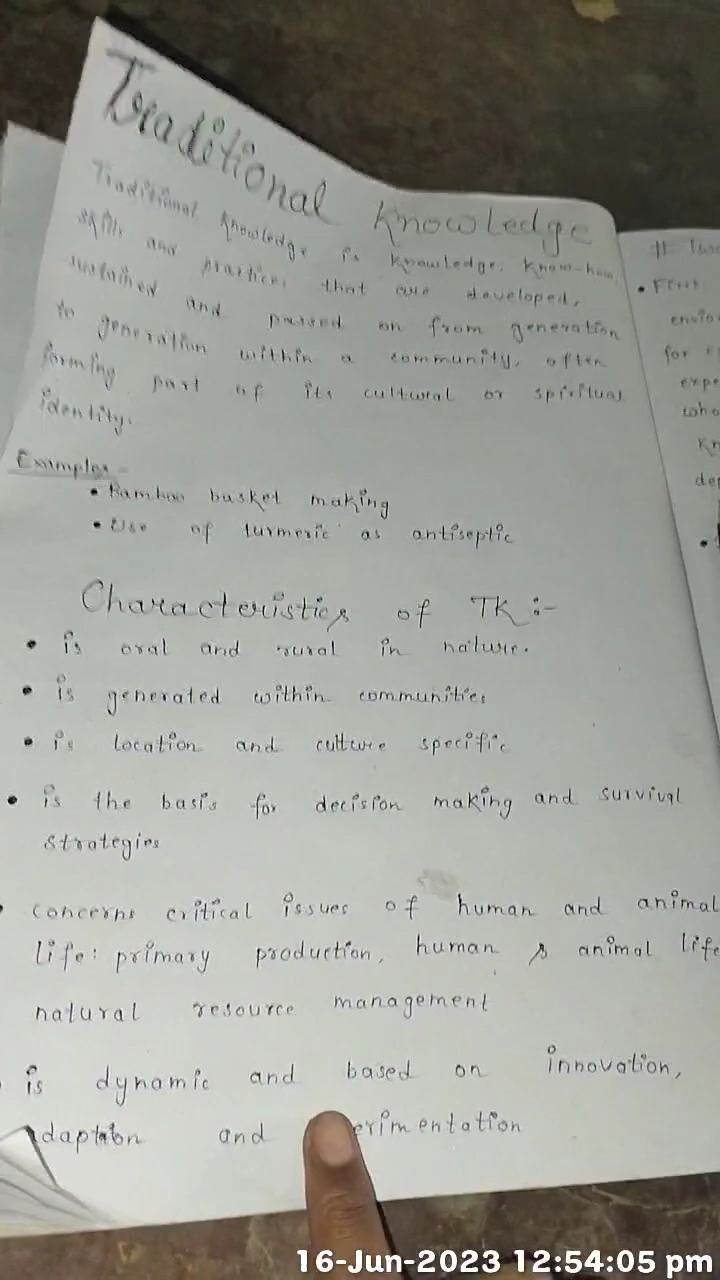 Traditional Knowledge
Traditional knowledge is knowledge, know-how
skills and practices that are developed,
sustained and passed on from generation
to generation within a community, often
forming part of its cultural or spiritual
identity.
Examples -
• Bamboo basket making
• Use of turmeric as antiseptic
Characteristics of TK :-
• is oral and rural in nature.
• is generated within communities
• is location and culture specific
• is the basis for decision making and survival
strategies
• concerns critical issues of human and animal
life: primary production, human & animal life
natural resource management
• is dynamic and based on innovation,
adaption and erimentation
• First
for
16-Jun-2023 12:54:05 pm